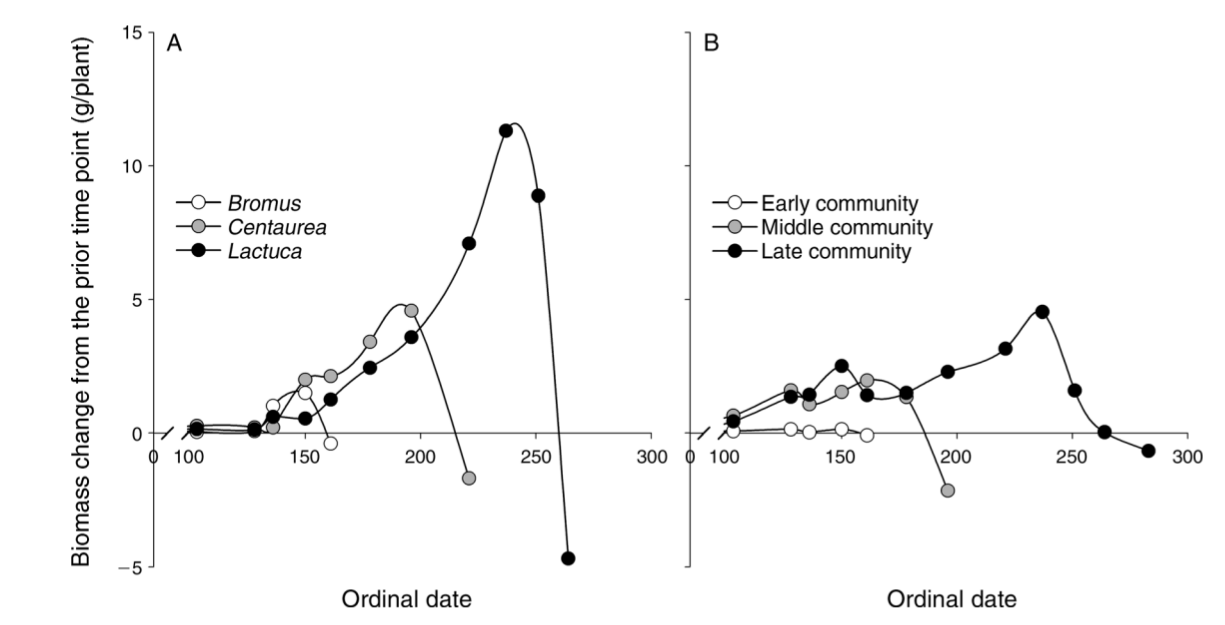 Biomass change from the prior time point (g/plant)
15
10
5
0
−5
A
Bromus
Centaurea
Lactuca
0 100 150 200 250 300
Ordinal date
B
Early community
Middle community
Late community
0 100 150 200 250 300
Ordinal date